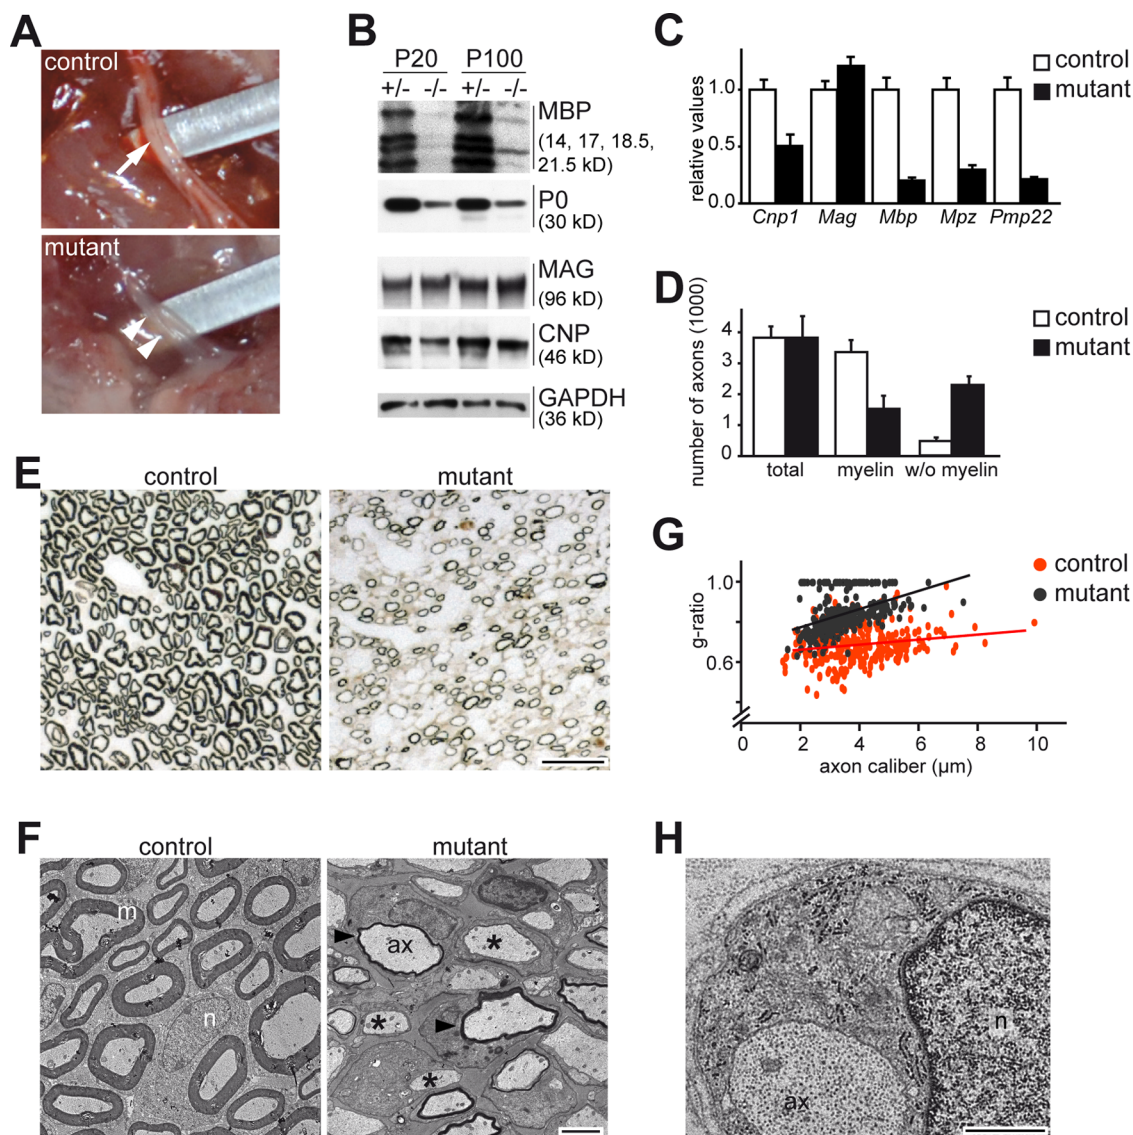 A
control
mutant
B
P20 P100
+/- -/- +/- -/-
MBP
(14, 17, 18.5,
21.5 kD)
P0
(30 kD)
MAG
(96 kD)
CNP
(46 kD)
GAPDH
(36 kD)
C
control
mutant
relative values
1.0
0.5
0.0
Cnp1 Mag Mbp Mpz Pmp22
D
control
mutant
number of axons (1000)
4
3
2
1
0
total myelin w/o myelin
E
control mutant
G
control
mutant
g-ratio
1.0
0.6
0 2 4 6 8 10
axon caliber (µm)
F
control mutant
m
n
ax
*
*
*
H
n
ax